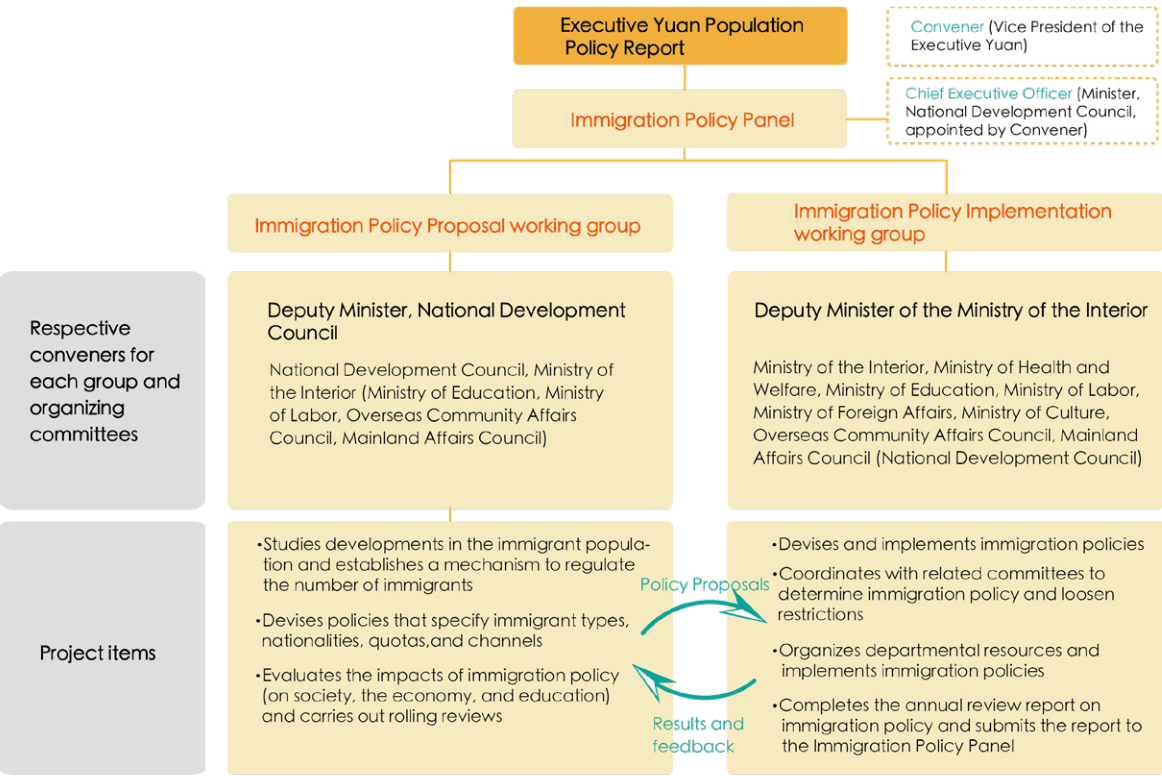 Executive Yuan Population
Policy Report
Convener (Vice President of the
Executive Yuan)
Immigration Policy Panel
Chief Executive Officer (Minister,
National Development Council,
appointed by Convener)
Immigration Policy Proposal working group
Immigration Policy Implementation
working group
Respective
conveners for
each group and
organizing
committees
Deputy Minister, National Development
Council
National Development Council, Ministry of
the Interior (Ministry of Education, Ministry
of Labor, Overseas Community Affairs
Council, Mainland Affairs Council)
Deputy Minister of the Ministry of the Interior
Ministry of the Interior, Ministry of Health and
Welfare, Ministry of Education, Ministry of Labor,
Ministry of Foreign Affairs, Ministry of Culture,
Overseas Community Affairs Council, Mainland
Affairs Council (National Development Council)
Project items
•Studies developments in the immigrant popula-
tion and establishes a mechanism to regulate
the number of immigrants
•Devises policies that specify immigrant types,
nationalities, quotas,and channels
•Evaluates the impacts of immigration policy
(on society, the economy, and education)
and carries out rolling reviews
Policy Proposals
Results and
feedback
•Devises and implements immigration policies
•Coordinates with related committees to
determine immigration policy and loosen
restrictions
•Organizes departmental resources and
implements immigration policies
•Completes the annual review report on
immigration policy and submits the report to
the Immigration Policy Panel